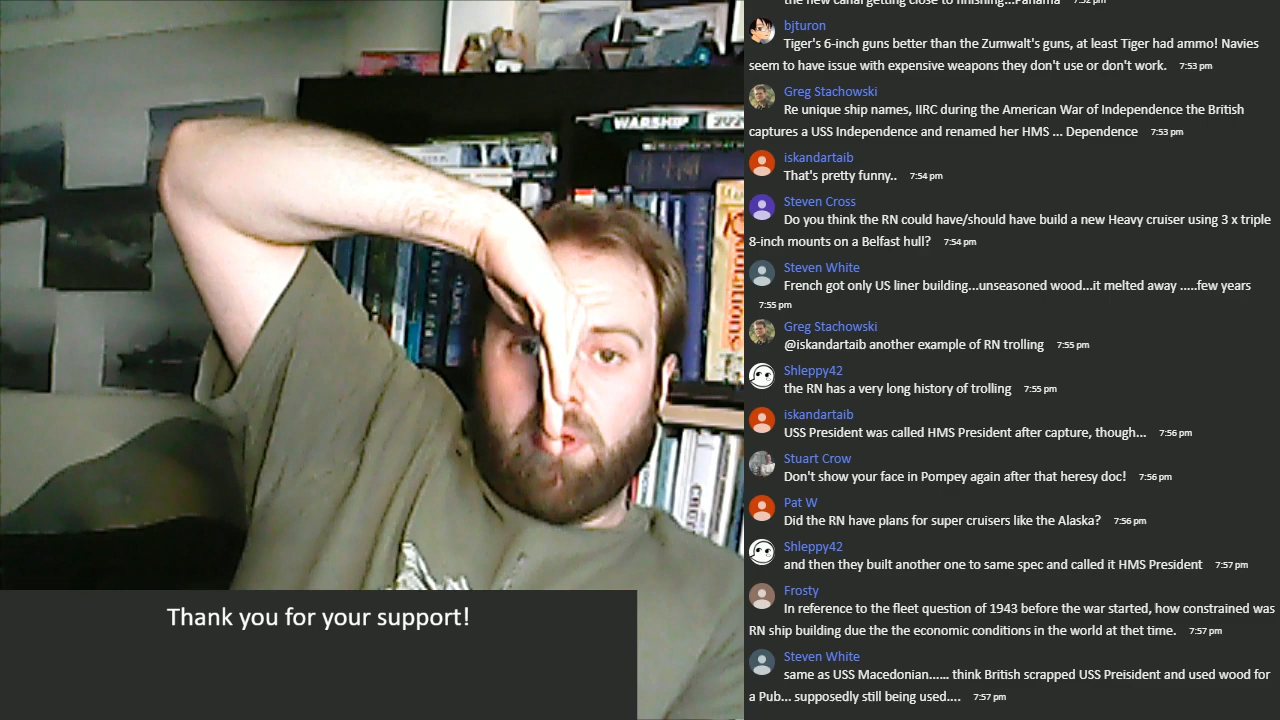 the new canal getting close to finishing...Panama 7:52 pm
bjturon
Tiger's 6-inch guns better than the Zumwalt's guns, at least Tiger had ammo! Navies
seem to have issue with expensive weapons they don't use or don't work. 7:53 pm
Greg Stachowski
Re unique ship names, IIRC during the American War of Independence the British
captures a USS Independence and renamed her HMS ... Dependence 7:53 pm
iskandartaib
That's pretty funny.. 7:54 pm
Steven Cross
Do you think the RN could have/should have build a new Heavy cruiser using 3 x triple
8-inch mounts on a Belfast hull? 7:54 pm
Steven White
French got only US liner building...unseasoned wood...it melted away .....few years
7:55 pm
Greg Stachowski
@iskandartaib another example of RN trolling 7:55 pm
Shleppy42
the RN has a very long history of trolling 7:55 pm
iskandartaib
USS President was called HMS President after capture, though... 7:56 pm
Stuart Crow
Don't show your face in Pompey again after that heresy doc! 7:56 pm
Pat W
Did the RN have plans for super cruisers like the Alaska? 7:56 pm
Shleppy42
and then they built another one to same spec and called it HMS President 7:57 pm
Frosty
In reference to the fleet question of 1943 before the war started, how constrained was
RN ship building due the the economic conditions in the world at thet time. 7:57 pm
Steven White
same as USS Macedonian...... think British scrapped USS Preisident and used wood for
a Pub... supposedly still being used.... 7:57 pm
WARSHIP
Thank you for your support!